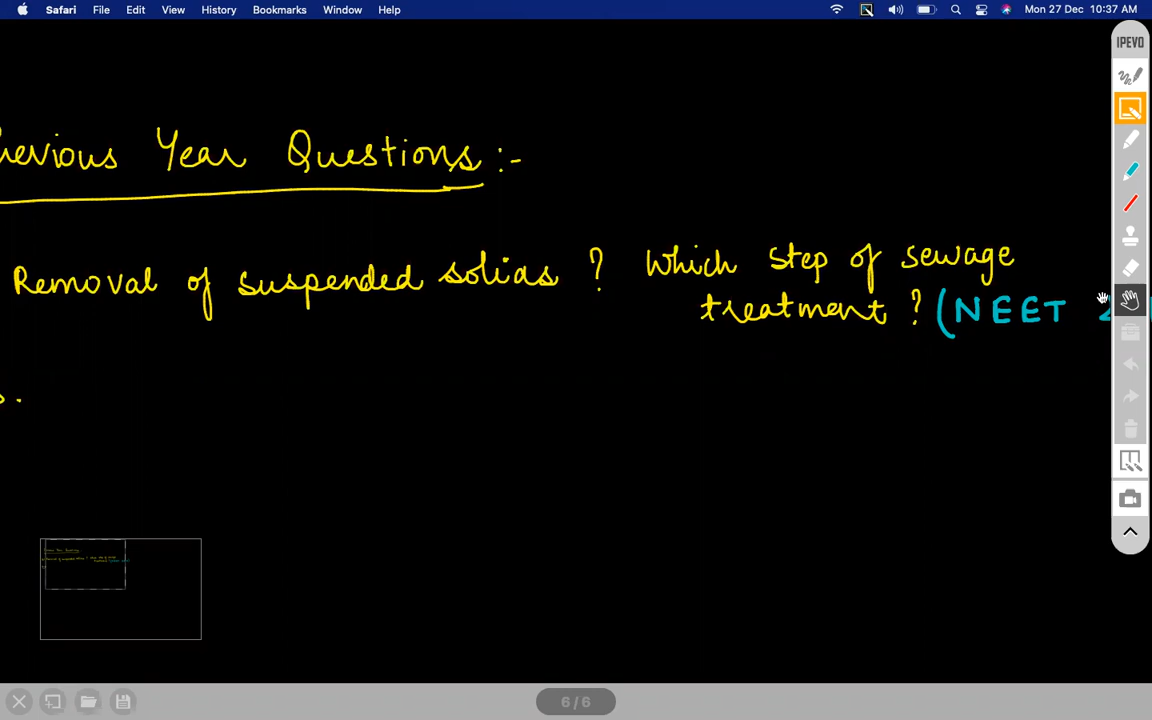 Safari File Edit View History Bookmarks Window Help Mon 27 Dec 10:37 AM
IPEVO
Previous Year Questions :-
Removal of suspended solids ? Which step of sewage
treatment ? (NEET
s.
6 / 6